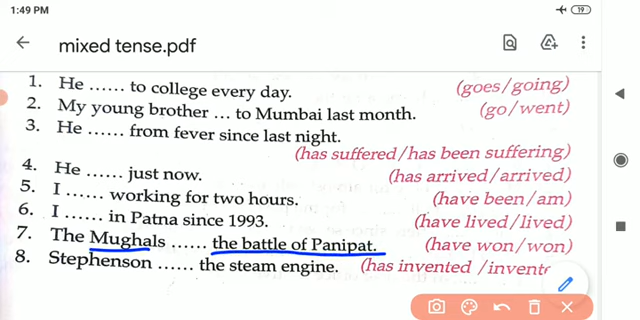 1:49 PM
19
mixed tense.pdf
1. He ...... to college every day. (goes/going)
2. My young brother ... to Mumbai last month. (go/went)
3. He ...... from fever since last night.
(has suffered/has been suffering)
4. He ...... just now. (has arrived/arrived)
5. I ...... working for two hours. (have been/am)
6. I ...... in Patna since 1993. (have lived/lived)
7. The Mughals ...... the battle of Panipat. (have won/won)
8. Stephenson ...... the steam engine. (has invented /invente